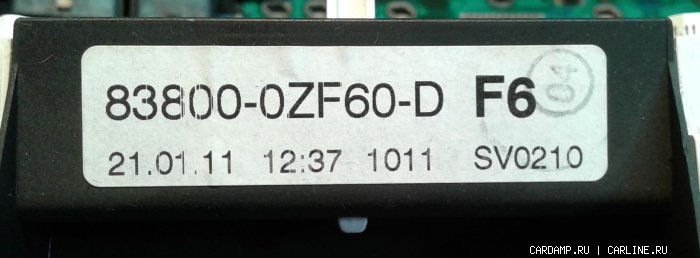 83800-0ZF60-D F6
04
21.01.11 12:37 1011 SV0210
CARDAMP.RU | CARLINE.RU